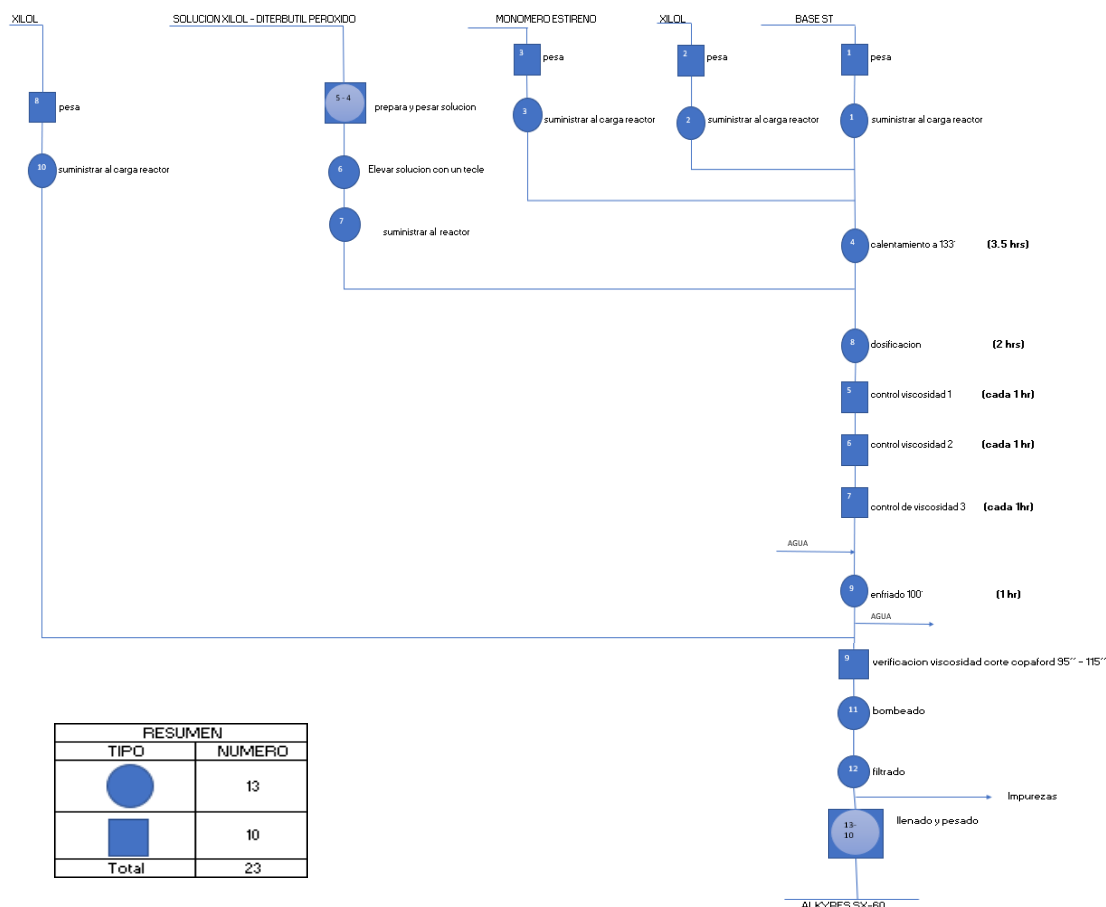 XILOL
SOLUCION XILOL - DITERBUTIL PEROXIDO
MONOMERO ESTIRENO
XILOL
BASE ST
3
pesa
2
pesa
1
pesa
8
pesa
5 - 4
prepara y pesar solucion
3
suministrar al carga reactor
2
suministrar al carga reactor
1
suministrar al carga reactor
10
suministrar al carga reactor
6
Elevar solucion con un tecle
7
suministrar al reactor
4
calentamiento a 133´ (3.5 hrs)
8
dosificacion (2 hrs)
5
control viscosidad 1 (cada 1 hr)
6
control viscosidad 2 (cada 1 hr)
7
control de viscosidad 3 (cada 1hr)
AGUA
9
enfriado 100´ (1 hr)
AGUA
9
verificacion viscosidad corte copaford 95´´ - 115´´
11
bombeado
12
filtrado
Impurezas
13-
10
llenado y pesado
ALKYRES SX-60
RESUMEN
TIPO NUMERO
13
10
Total 23